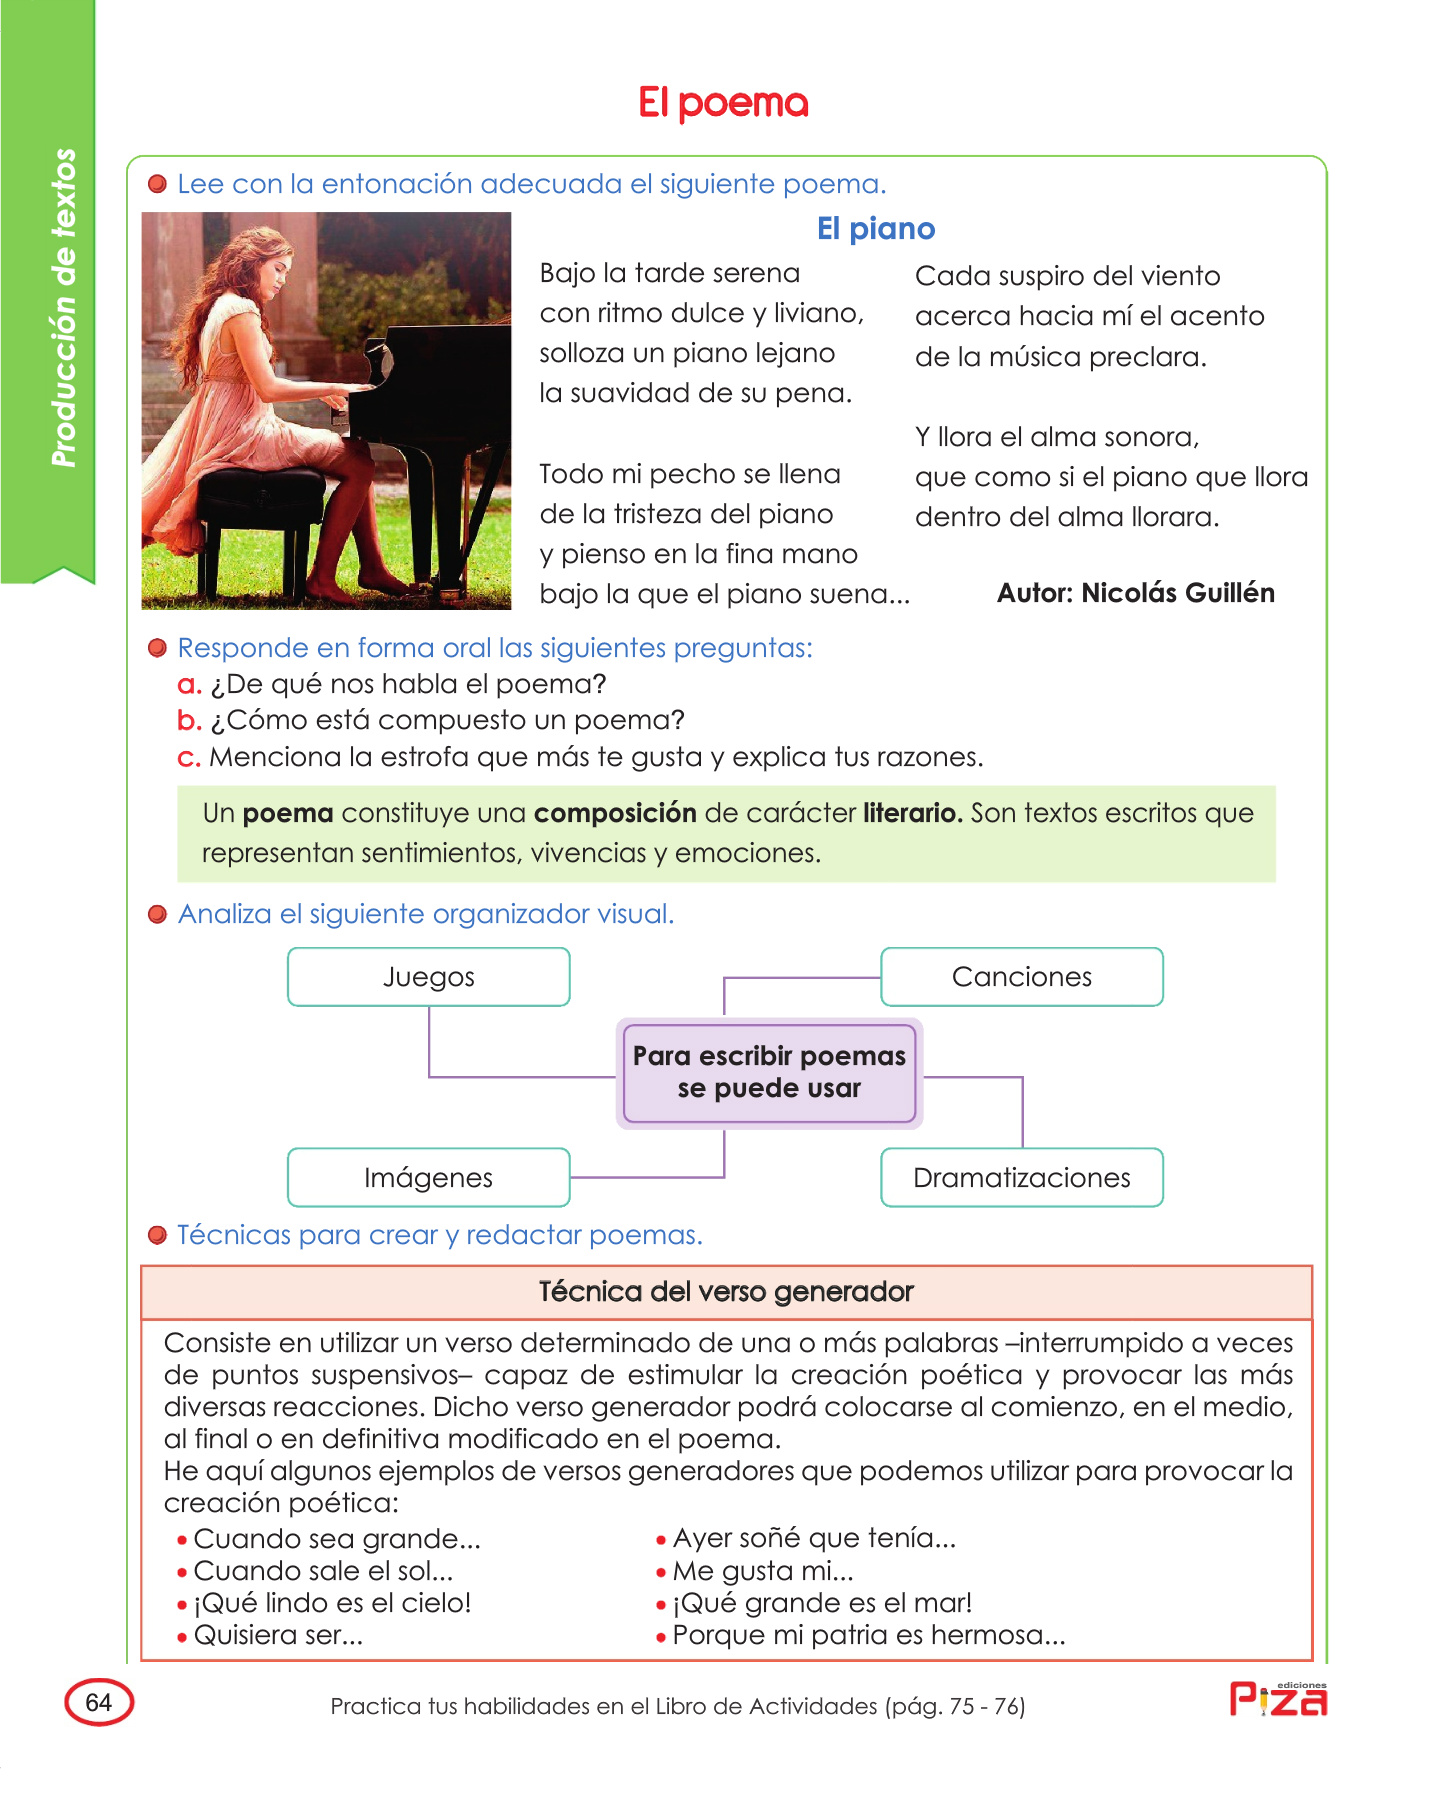 Producción de textos
El poema
Lee con la entonación adecuada el siguiente poema.
El piano
Bajo la tarde serena
con ritmo dulce y liviano,
solloza un piano lejano
la suavidad de su pena.
Todo mi pecho se llena
de la tristeza del piano
y pienso en la fina mano
bajo la que el piano suena...
Cada suspiro del viento
acerca hacia mí el acento
de la música preclara.
Y llora el alma sonora,
que como si el piano que llora
dentro del alma llorara.
Autor: Nicolás Guillén
Responde en forma oral las siguientes preguntas:
a. ¿De qué nos habla el poema?
b. ¿Cómo está compuesto un poema?
c. Menciona la estrofa que más te gusta y explica tus razones.
Un poema constituye una composición de carácter literario. Son textos escritos que
representan sentimientos, vivencias y emociones.
Analiza el siguiente organizador visual.
Juegos
Canciones
Para escribir poemas
se puede usar
Imágenes
Dramatizaciones
Técnicas para crear y redactar poemas.
Técnica del verso generador
Consiste en utilizar un verso determinado de una o más palabras –interrumpido a veces
de puntos suspensivos– capaz de estimular la creación poética y provocar las más
diversas reacciones. Dicho verso generador podrá colocarse al comienzo, en el medio,
al final o en definitiva modificado en el poema.
He aquí algunos ejemplos de versos generadores que podemos utilizar para provocar la
creación poética:
• Cuando sea grande...
• Cuando sale el sol...
• ¡Qué lindo es el cielo!
• Quisiera ser...
• Ayer soñé que tenía...
• Me gusta mi...
• ¡Qué grande es el mar!
• Porque mi patria es hermosa...
64
Practica tus habilidades en el Libro de Actividades (pág. 75 - 76)
ediciones
Piza